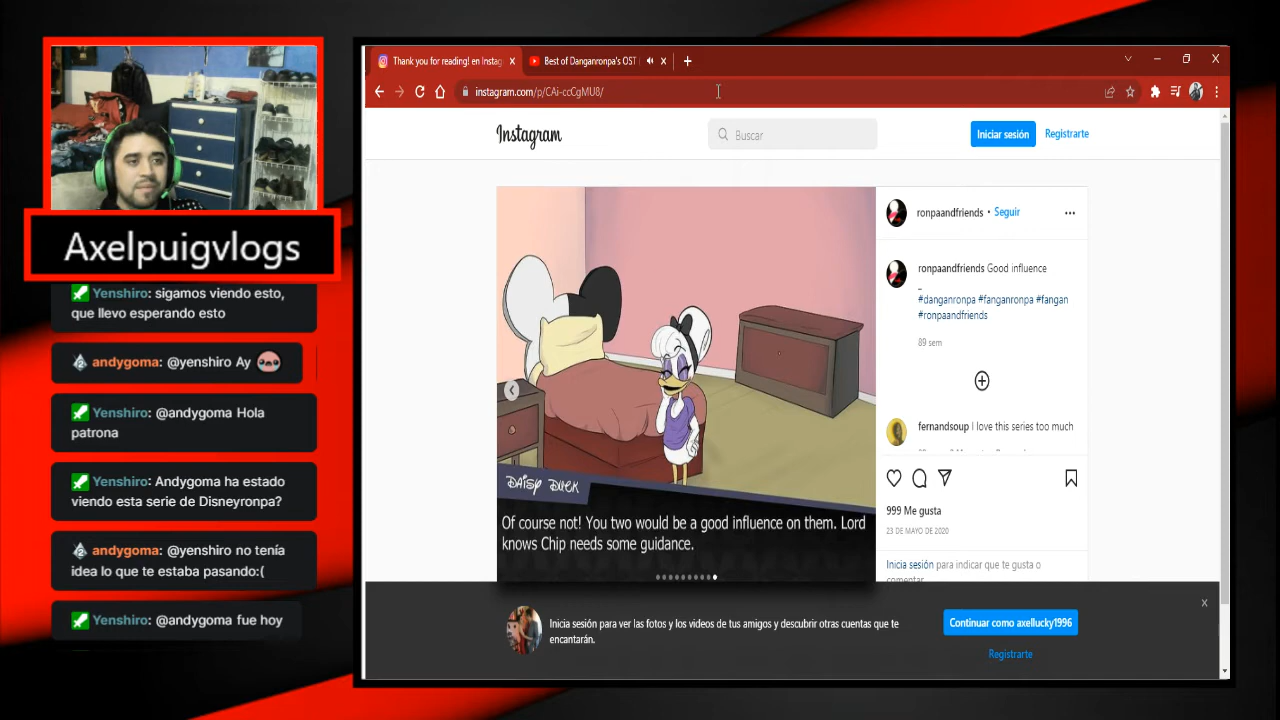 Axelpuigvlogs
Yenshiro: sigamos viendo esto,
que llevo esperando esto
andygoma: @yenshiro Ay
Yenshiro: @andygoma Hola
patrona
Yenshiro: Andygoma ha estado
viendo esta serie de Disneyronpa?
andygoma: @yenshiro no tenía
idea lo que te estaba pasando:(
Yenshiro: @andygoma fue hoy
Thank you for reading! en Instag
Best of Danganronpa's OST
instagram.com/p/CAi-ccCgMU8/
Instagram
Buscar
Iniciar sesión
Registrarte
DAISY DUCK
Of course not! You two would be a good influence on them. Lord
knows Chip needs some guidance.
ronpaandfriends • Seguir
ronpaandfriends Good influence
_
#danganronpa #fanganronpa #fangan
#ronpaandfriends
89 sem
fernandsoup I love this series too much
999 Me gusta
23 DE MAYO DE 2020
Inicia sesión para indicar que te gusta o
comentar.
Inicia sesión para ver las fotos y los videos de tus amigos y descubrir otras cuentas que te
encantarán.
Continuar como axellucky1996
Registrarte